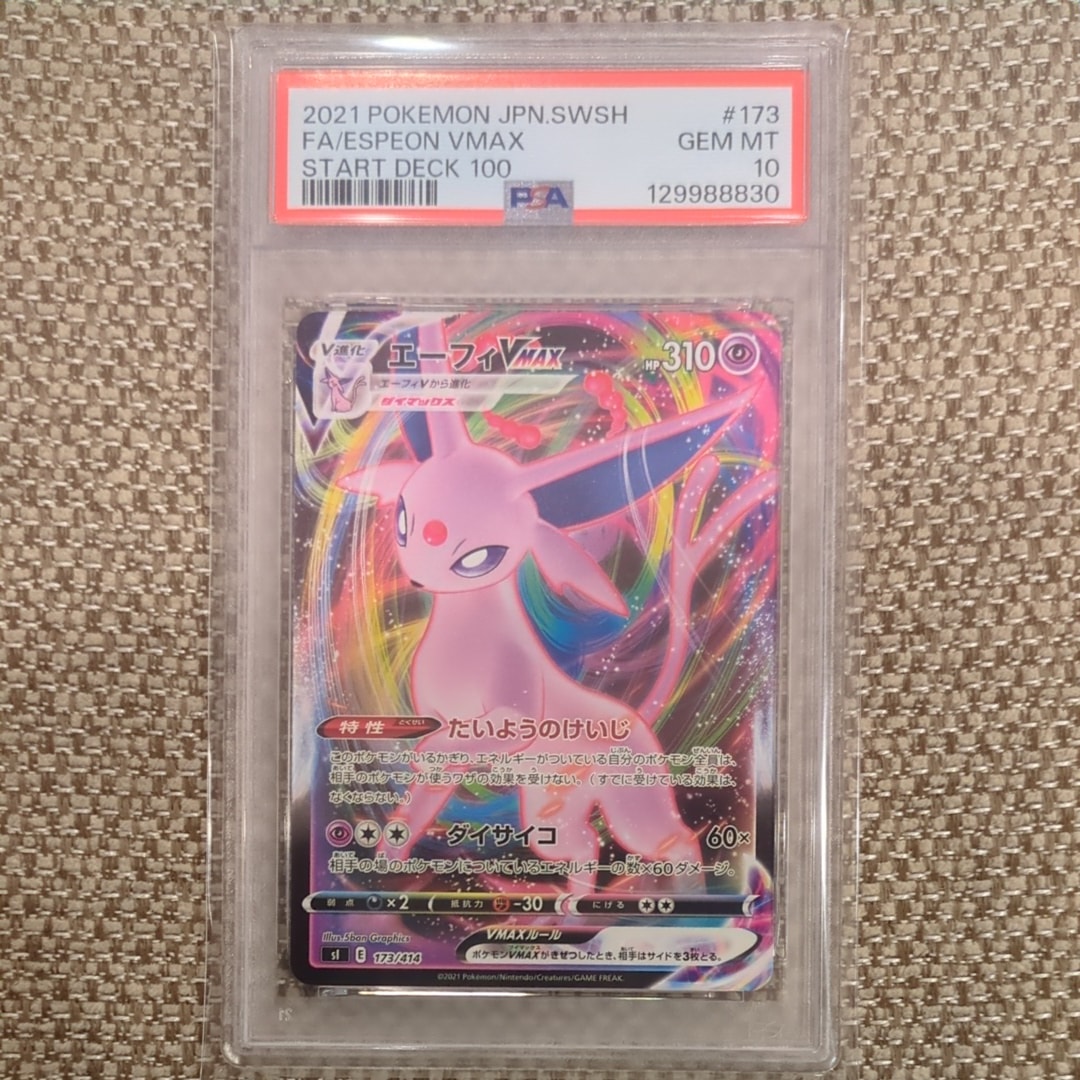 2021 POKEMON JPN.SWSH #173
FA/ESPEON VMAX GEM MT
START DECK 100 10
PSA 129988830
V進化 エーフィVMAX HP 310
エーフィVから進化
ダイマックス
特性 とくせい たいようのけいじ
このポケモンがいるかぎり、エネルギーがついている自分のポケモン全員は、
相手のポケモンが使うワザの効果を受けない。(すでに受けている効果は、
なくならない。)
ダイサイコ 60×
相手の場のポケモンについているエネルギーの数×60ダメージ。
弱点 ×2 抵抗力 -30 にげる
Illus. 5ban Graphics VMAXルール
sI E 173/414 ポケモンVMAXがきぜつしたとき、相手はサイドを3枚とる。
©2021 Pokémon/Nintendo/Creatures/GAME FREAK.